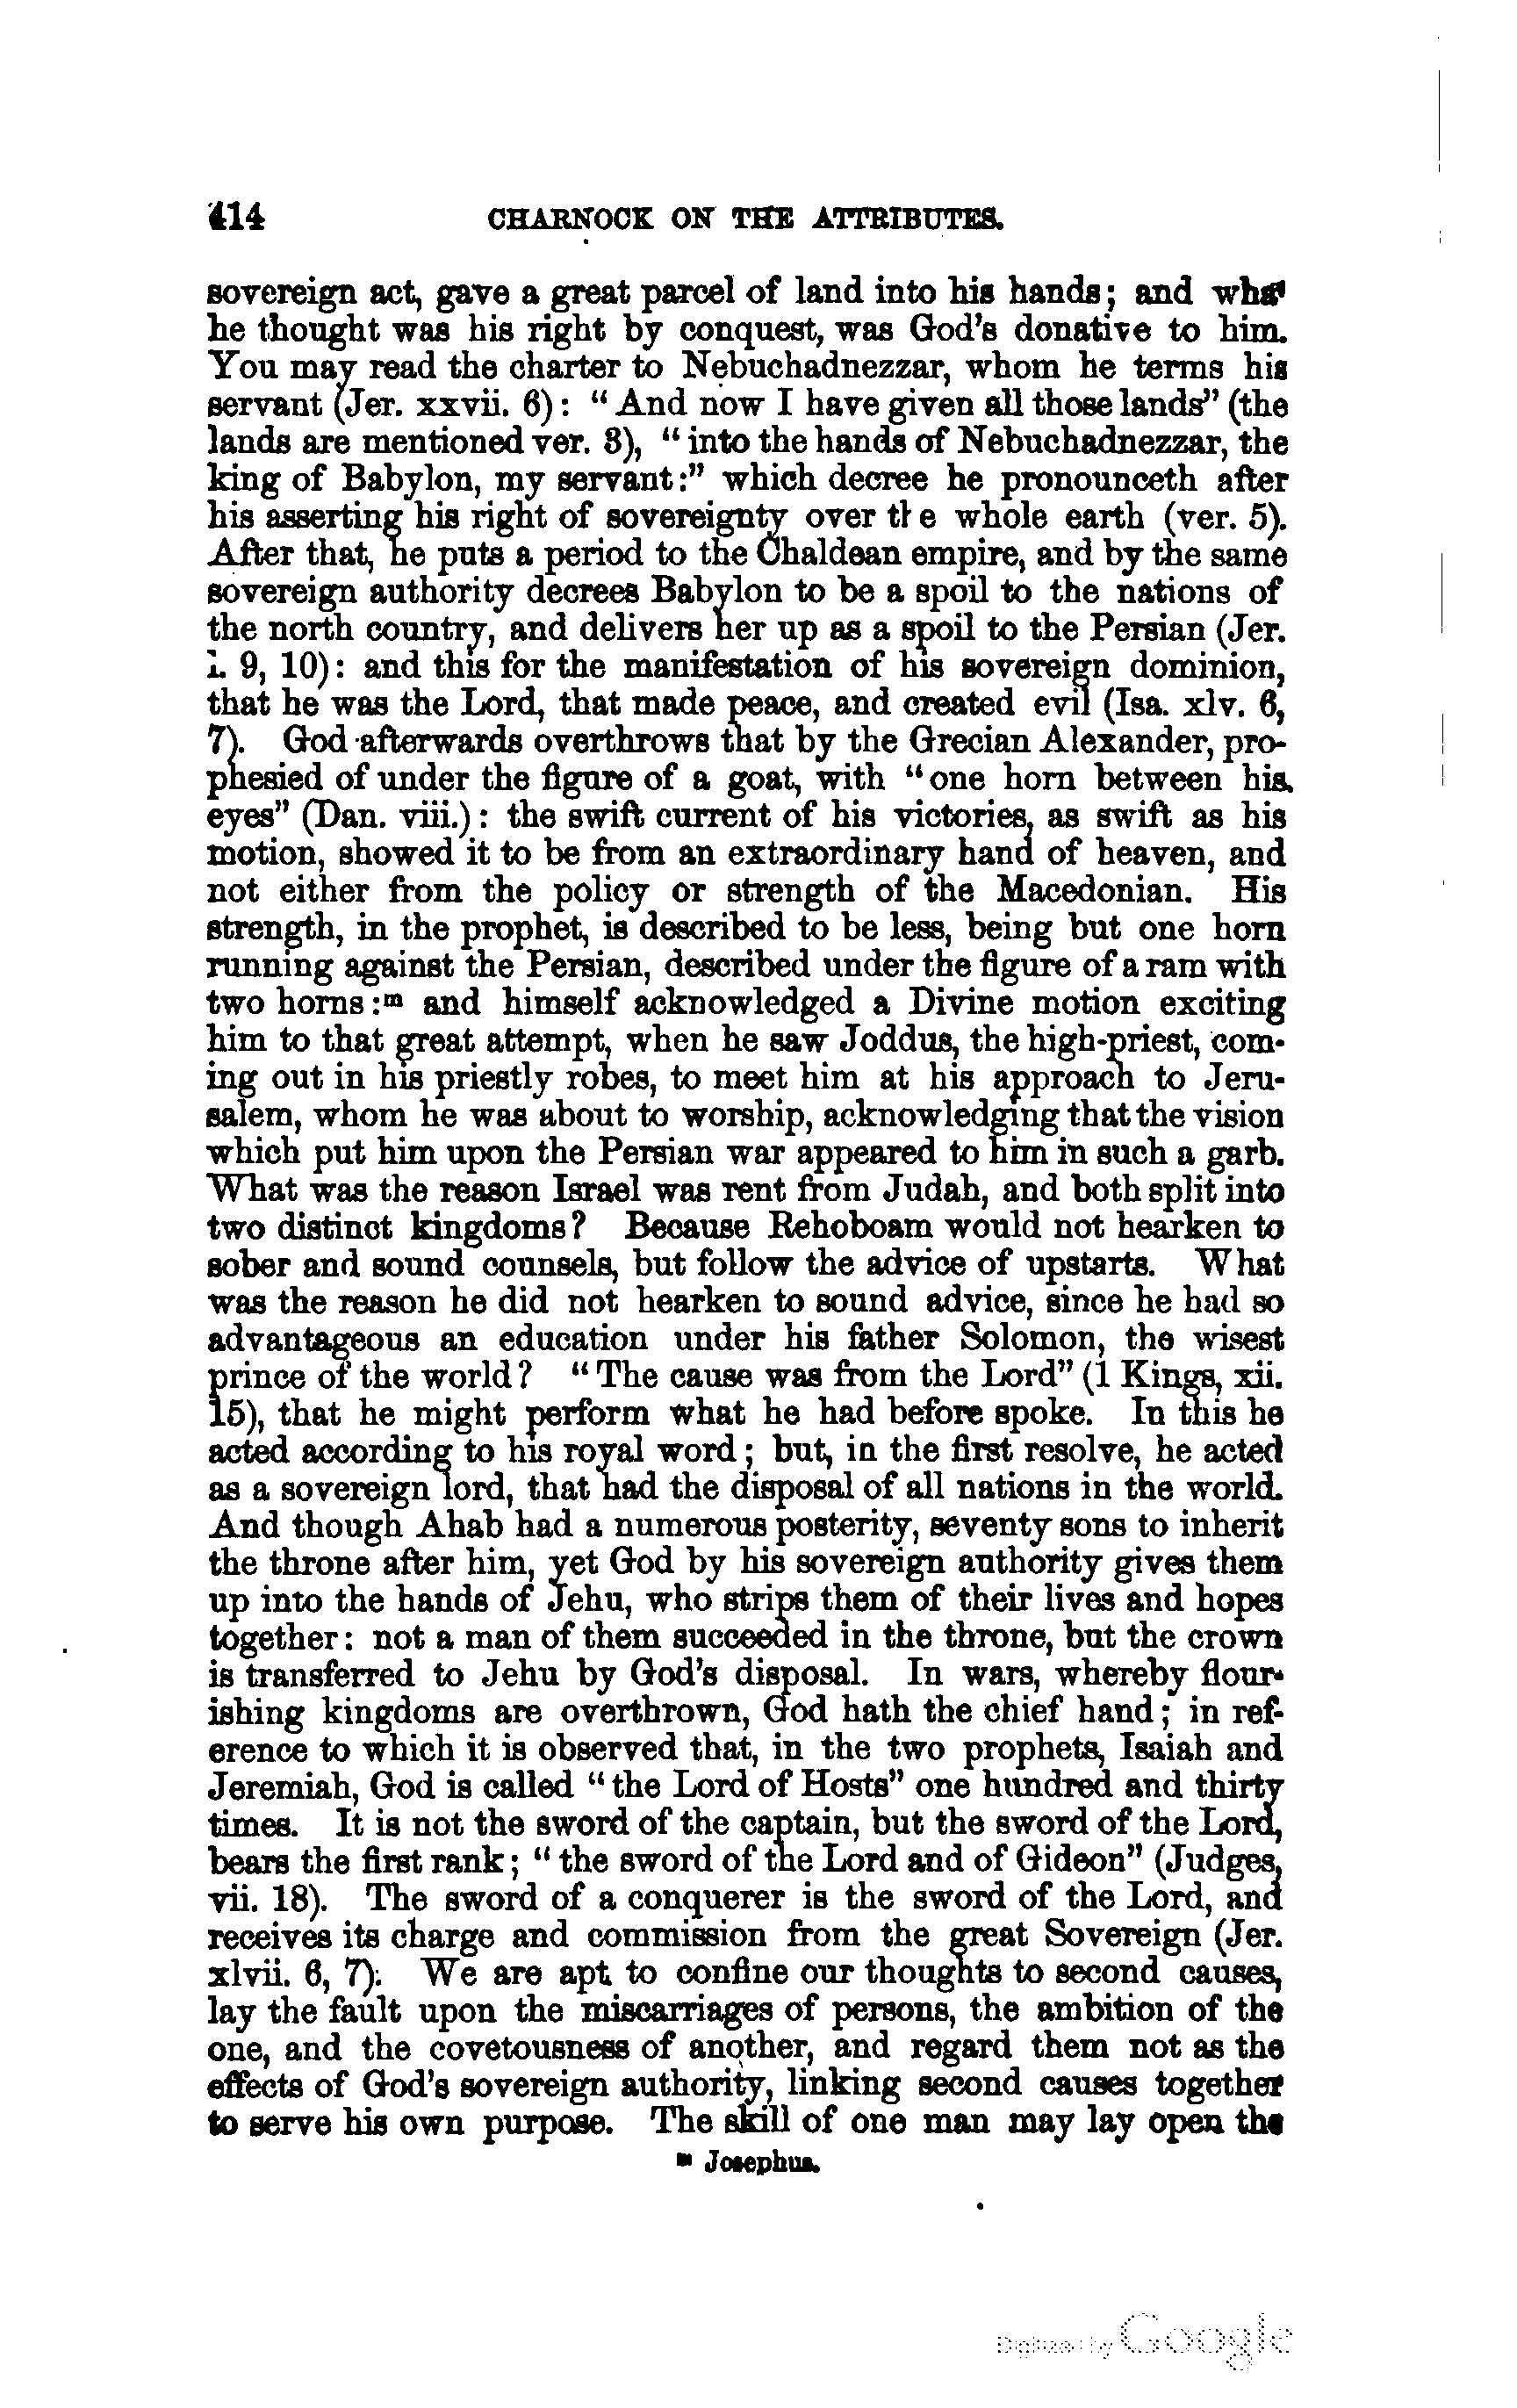 414 CHARNOCK ON THE ATTRIBUTES.
sovereign act, gave a great parcel of land into his hands; and what
he thought was his right by conquest, was God's donative to him.
You may read the charter to Nebuchadnezzar, whom he terms his
servant (Jer. xxvii. 6): “And now I have given all those lands” (the
lands are mentioned ver. 3), “into the hands of Nebuchadnezzar, the
king of Babylon, my servant:” which decree he pronounceth after
his asserting his right of sovereignty over the whole earth (ver. 5).
After that, he puts a period to the Chaldean empire, and by the same
sovereign authority decrees Babylon to be a spoil to the nations of
the north country, and delivers her up as a spoil to the Persian (Jer.
l. 9, 10): and this for the manifestation of his sovereign dominion,
that he was the Lord, that made peace, and created evil (Isa. xlv. 6,
7). God afterwards overthrows that by the Grecian Alexander, pro-
phesied of under the figure of a goat, with “one horn between his
eyes” (Dan. viii.): the swift current of his victories, as swift as his
motion, showed it to be from an extraordinary hand of heaven, and
not either from the policy or strength of the Macedonian. His
strength, in the prophet, is described to be less, being but one horn
running against the Persian, described under the figure of a ram with
two horns:m and himself acknowledged a Divine motion exciting
him to that great attempt, when he saw Joddus, the high-priest, com-
ing out in his priestly robes, to meet him at his approach to Jeru-
salem, whom he was about to worship, acknowledging that the vision
which put him upon the Persian war appeared to him in such a garb.
What was the reason Israel was rent from Judah, and both split into
two distinct kingdoms? Because Rehoboam would not hearken to
sober and sound counsels, but follow the advice of upstarts. What
was the reason he did not hearken to sound advice, since he had so
advantageous an education under his father Solomon, the wisest
prince of the world? “The cause was from the Lord” (1 Kings, xii.
15), that he might perform what he had before spoke. In this he
acted according to his royal word; but, in the first resolve, he acted
as a sovereign lord, that had the disposal of all nations in the world.
And though Ahab had a numerous posterity, seventy sons to inherit
the throne after him, yet God by his sovereign authority gives them
up into the hands of Jehu, who strips them of their lives and hopes
together: not a man of them succeeded in the throne, but the crown
is transferred to Jehu by God's disposal. In wars, whereby flour-
ishing kingdoms are overthrown, God hath the chief hand; in ref-
erence to which it is observed that, in the two prophets, Isaiah and
Jeremiah, God is called “the Lord of Hosts” one hundred and thirty
times. It is not the sword of the captain, but the sword of the Lord,
bears the first rank; “the sword of the Lord and of Gideon” (Judges,
vii. 18). The sword of a conquerer is the sword of the Lord, and
receives its charge and commission from the great Sovereign (Jer.
xlvii. 6, 7). We are apt to confine our thoughts to second causes,
lay the fault upon the miscarriages of persons, the ambition of the
one, and the covetousness of another, and regard them not as the
effects of God's sovereign authority, linking second causes together
to serve his own purpose. The skill of one man may lay open the
m Josephus.
Digitized by Google